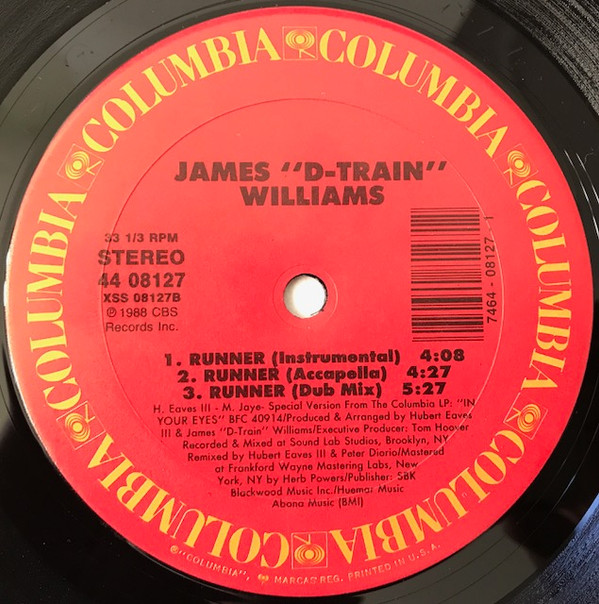 COLUMBIA COLUMBIA COLUMBIA COLUMBIA COLUMBIA COLUMBIA COLUMBIA
JAMES "D-TRAIN"
WILLIAMS
33 1/3 RPM
STEREO
44 08127
XSS 08127B
℗ 1988 CBS
Records Inc.
7464 - 08127 - 1
1. RUNNER (Instrumental) 4:08
2. RUNNER (Accapella) 4:27
3. RUNNER (Dub Mix) 5:27
H. Eaves III - M. Jaye- Special Version From The Columbia LP: "IN
YOUR EYES" BFC 40914/Produced & Arranged by Hubert Eaves
III & James "D-Train" Williams/Executive Producer: Tom Hoover
Recorded & Mixed at Sound Lab Studios, Brooklyn, NY
Remixed by Hubert Eaves III & Peter Diorio/Mastered
at Frankford Wayne Mastering Labs, New
York, NY by Herb Powers/Publisher: SBK
Blackwood Music Inc./Huemar Music
Abana Music (BMI)
®"COLUMBIA", MARCAS REG. PRINTED IN U.S.A.